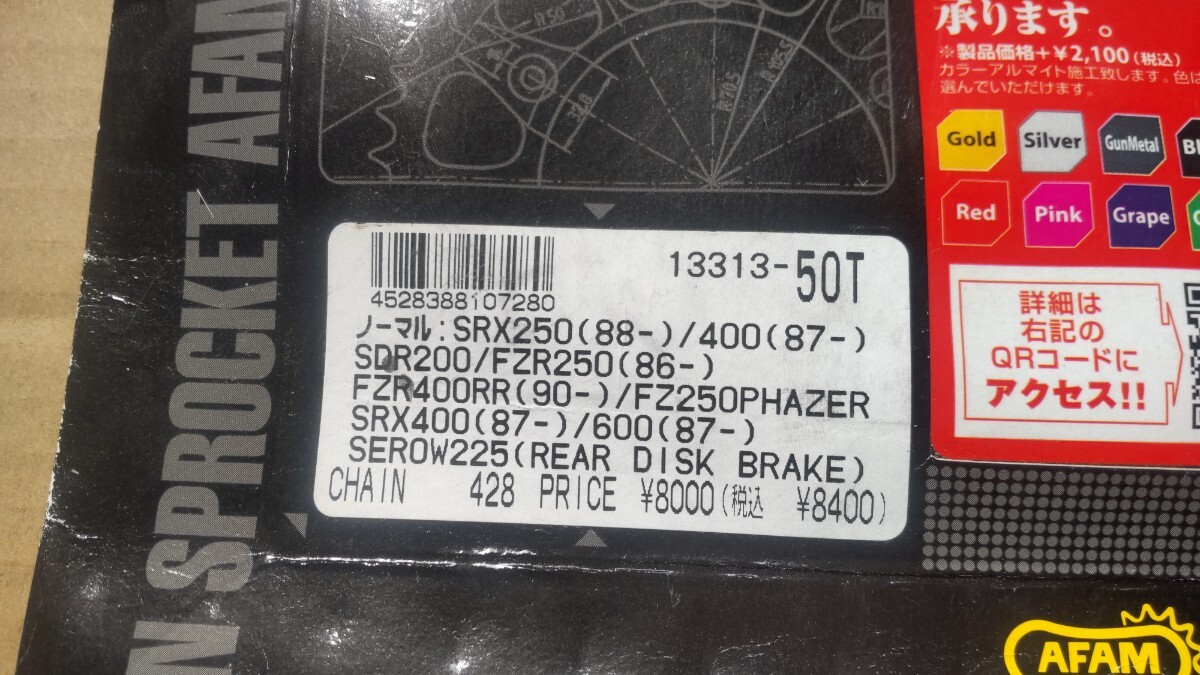 N SPROCKET AFAM
R 50
承ります。
※製品価格+¥2,100(税込)
カラーアルマイト施工致します。色は
選んでいただけます。
Gold
Silver
GunMetal
Red
Pink
Grape
詳細は
右記の
QRコードに
アクセス!!
13313-50T
4528388107280
ノーマル:SRX250(88-)/400(87-)
SDR200/FZR250(86-)
FZR400RR(90-)/FZ250PHAZER
SRX400(87-)/600(87-)
SEROW225(REAR DISK BRAKE)
CHAIN 428 PRICE ¥8000(税込 ¥8400)
AFAM